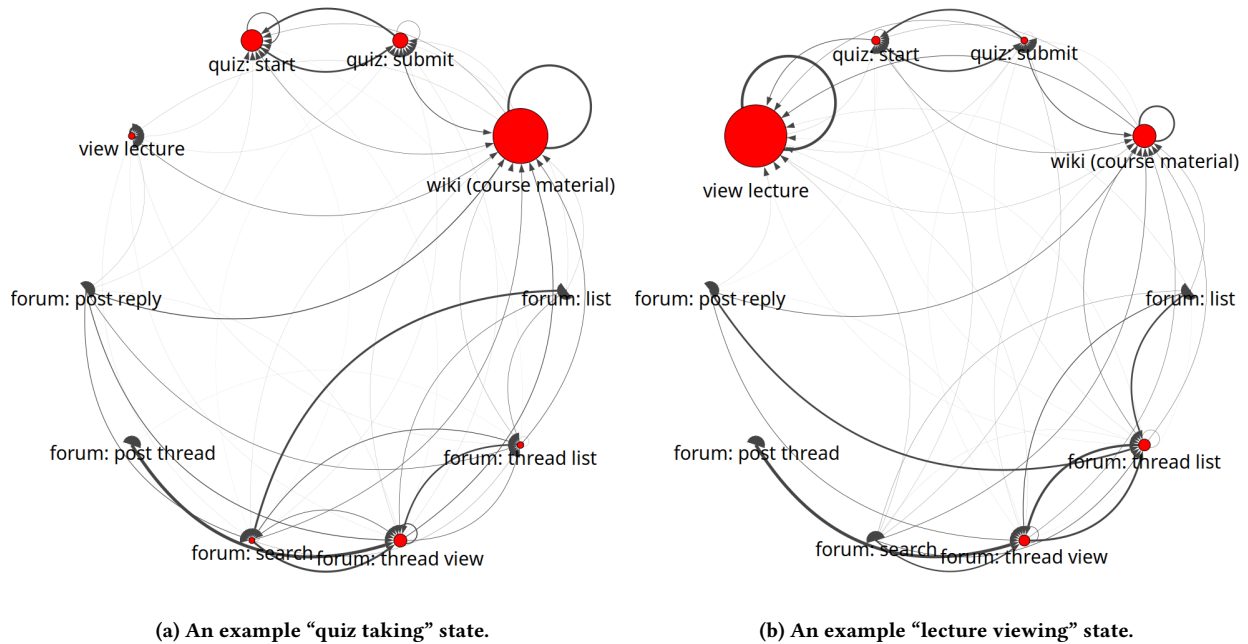 quiz: start
quiz: submit
view lecture
wiki (course material)
forum: post reply
forum: list
forum: post thread
forum: thread list
forum: search
forum: thread view
(a) An example “quiz taking” state.
quiz: start
quiz: submit
view lecture
wiki (course material)
forum: post reply
forum: list
forum: post thread
forum: thread list
forum: search
forum: thread view
(b) An example “lecture viewing” state.